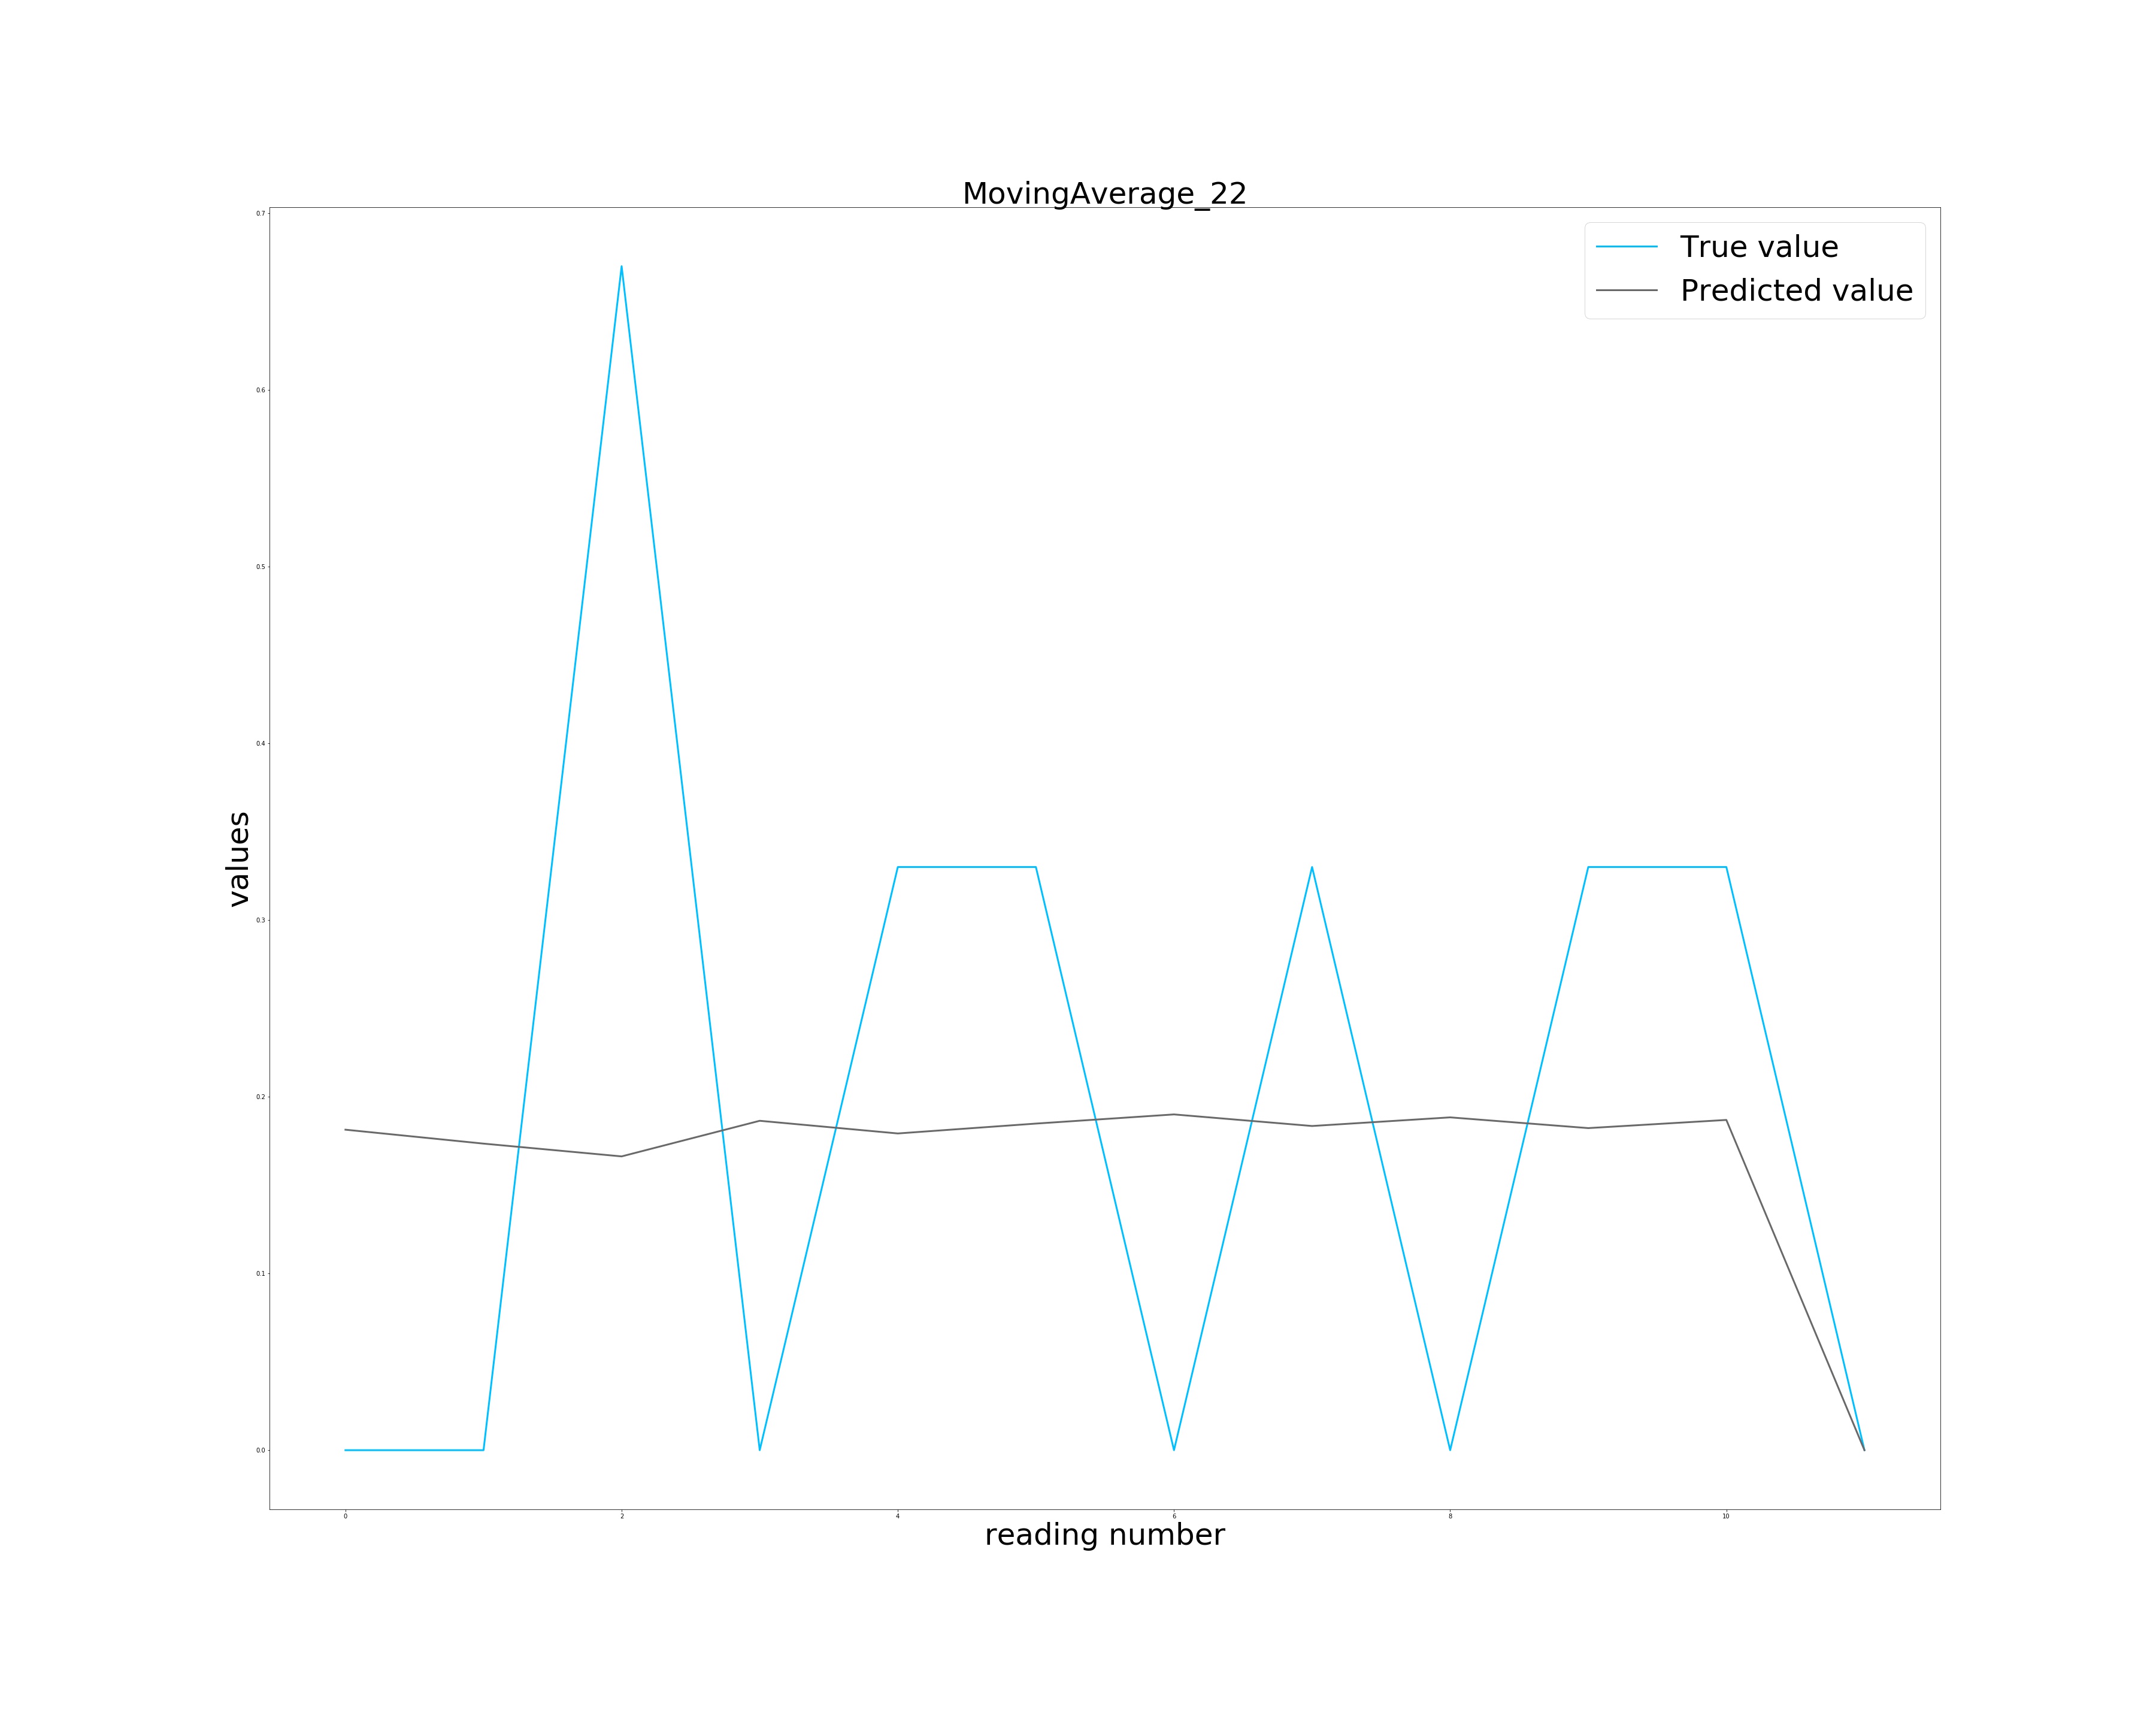 MovingAverage_22
True value
Predicted value
values
0.7
0.6
0.5
0.4
0.3
0.2
0.1
0.0
0 2 4 6 8 10
reading number